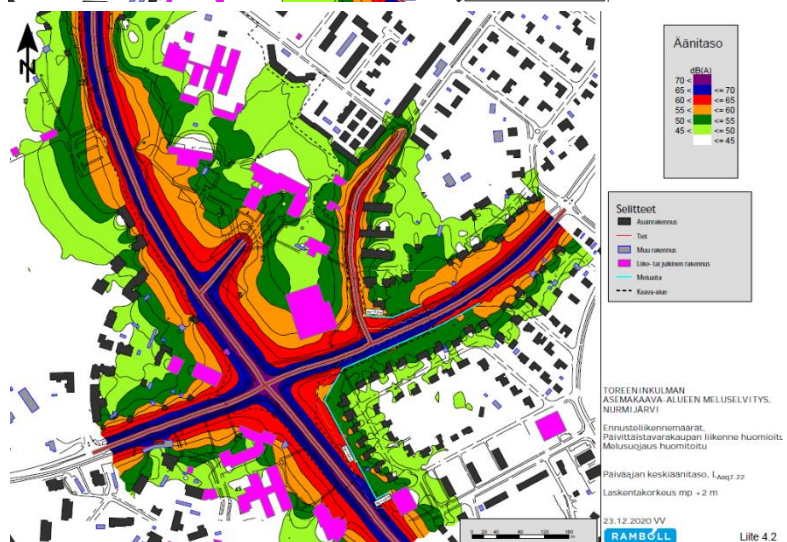 Äänitaso
dB(A)
70 <
65 < <= 70
60 < <= 65
55 < <= 60
50 < <= 55
45 < <= 50
<= 45
Selitteet
Asuinrakennus
Tiet
Muu rakennus
Liike- tai julkinen rakennus
Meluaita
Kaava-alue
TOREENINKULMAN
ASEMAKAAVA-ALUEEN MELUSELVITYS,
NURMIJÄRVI
Ennusteliikennemäärät,
Päivittäistavarakaupan liikenne huomioitu
Melusuojaus huomitoitu
Päiväajan keskiäänitaso, LAeq7-22
Laskentakorkeus mp + 2 m
23.12.2020 VV
RAMBOLL Liite 4.2
N